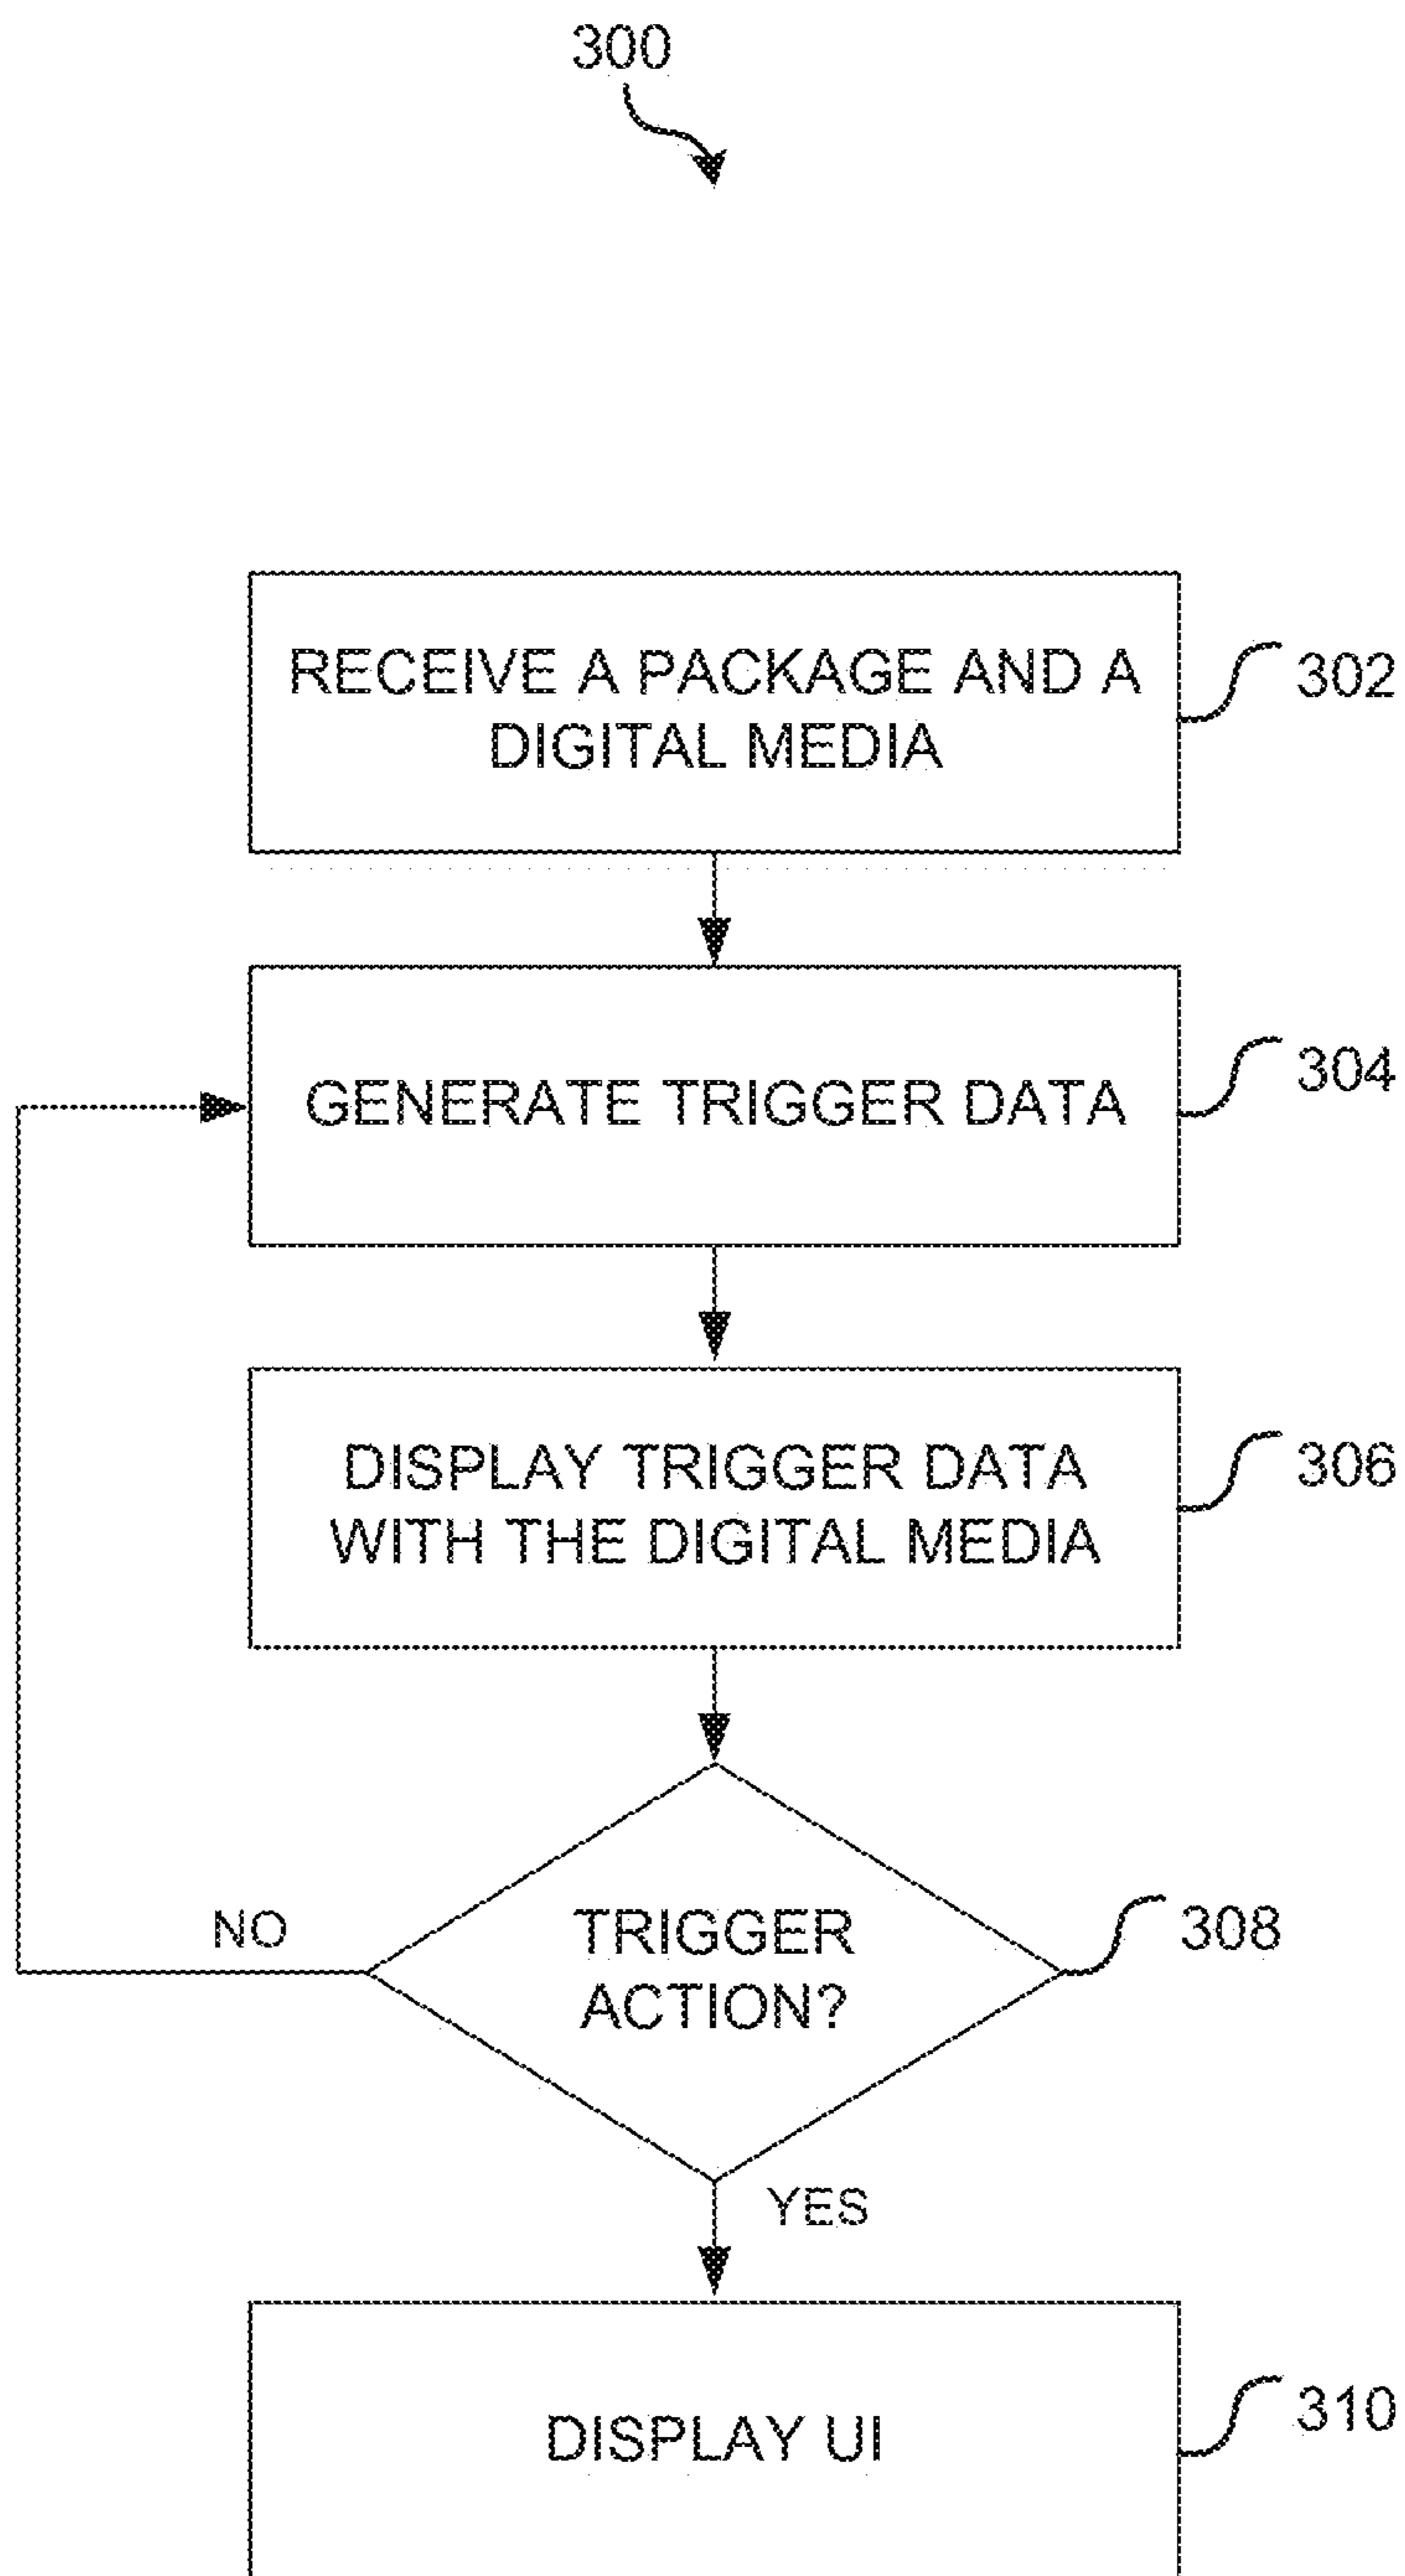 300
RECEIVE A PACKAGE AND A
DIGITAL MEDIA
302
GENERATE TRIGGER DATA
304
DISPLAY TRIGGER DATA
WITH THE DIGITAL MEDIA
306
TRIGGER
ACTION?
308
NO
YES
DISPLAY UI
310